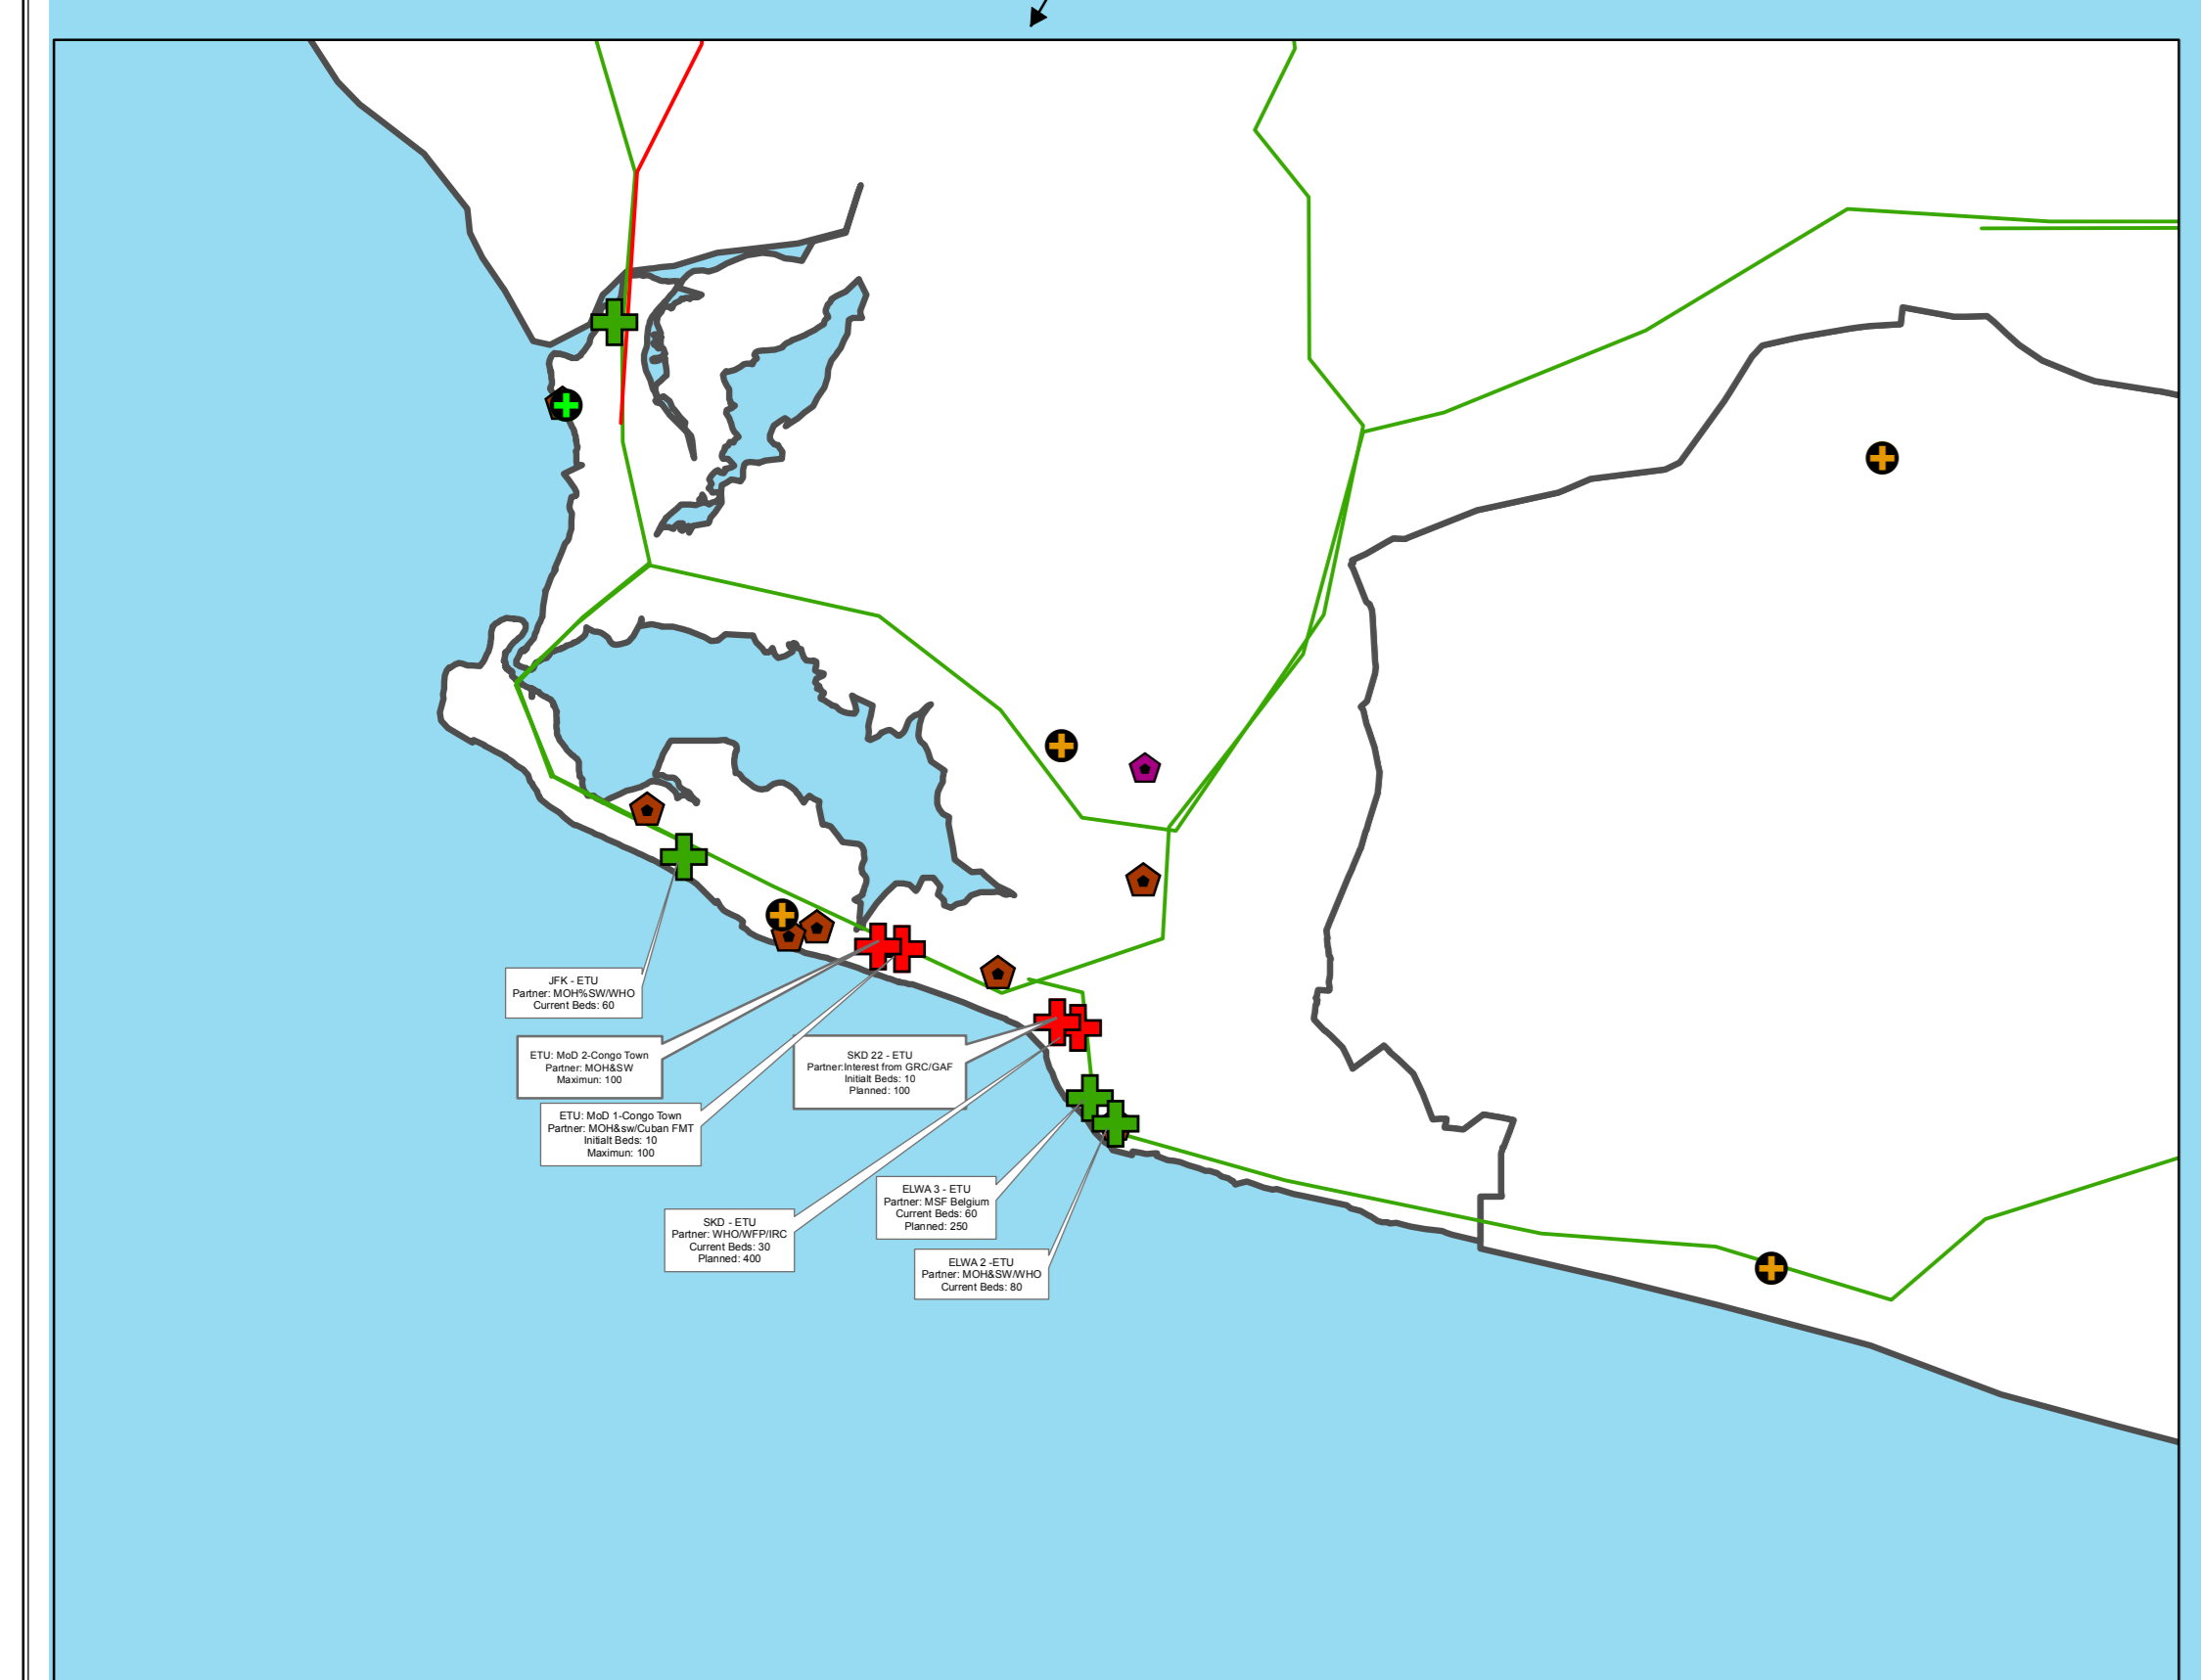 JFK - ETU
Partner: MOH%SW/WHO
Current Beds: 60
ETU: MoD 2-Congo Town
Partner: MOH&SW
Maximun: 100
SKD 22 - ETU
Partner:Interest from GRC/GAF
Initialt Beds: 10
Planned: 100
ETU: MoD 1-Congo Town
Partner: MOH&sw/Cuban FMT
Initialt Beds: 10
Maximun: 100
ELWA 3 - ETU
Partner: MSF Belgium
Current Beds: 60
Planned: 250
SKD - ETU
Partner: WHO/WFP/IRC
Current Beds: 30
Planned: 400
ELWA 2 -ETU
Partner: MOH&SW/WHO
Current Beds: 80